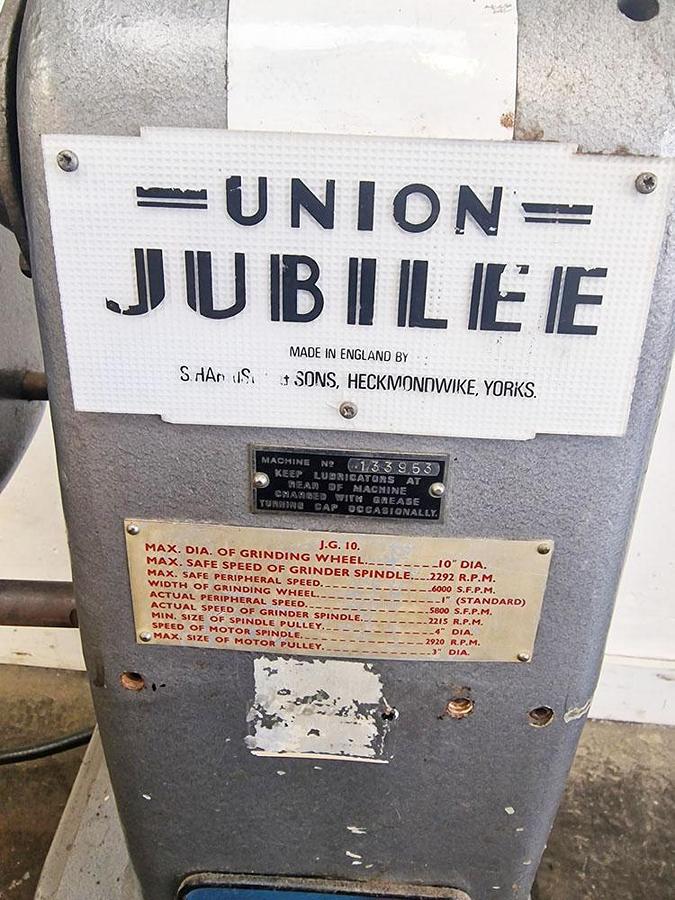 UNION
JUBILEE
MADE IN ENGLAND BY
SONS, HECKMONDWIKE, YORKS.
MACHINE Nº 133953
KEEP LUBRICATORS AT
REAR OF MACHINE
CHARGED WITH GREASE
TURNING CAP OCCASIONALLY.
J.G. 10.
MAX. DIA. OF GRINDING WHEEL 10" DIA.
MAX. SAFE SPEED OF GRINDER SPINDLE 2292 R.P.M.
MAX. SAFE PERIPHERAL SPEED 6000 S.F.P.M.
WIDTH OF GRINDING WHEEL 1" (STANDARD)
ACTUAL PERIPHERAL SPEED 5800 S.F.P.M.
ACTUAL SPEED OF GRINDER SPINDLE 2215 R.P.M.
MIN. SIZE OF SPINDLE PULLEY 4" DIA.
SPEED OF MOTOR SPINDLE 2920 R.P.M.
MAX. SIZE OF MOTOR PULLEY 3" DIA.